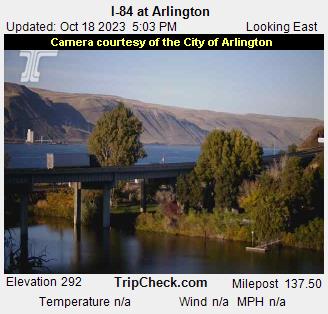 I-84 at Arlington
Updated: Oct 18 2023 5:03 PM Looking East
Camera courtesy of the City of Arlington
Elevation 292 TripCheck.com Milepost 137.50
Temperature n/a Wind n/a MPH n/a